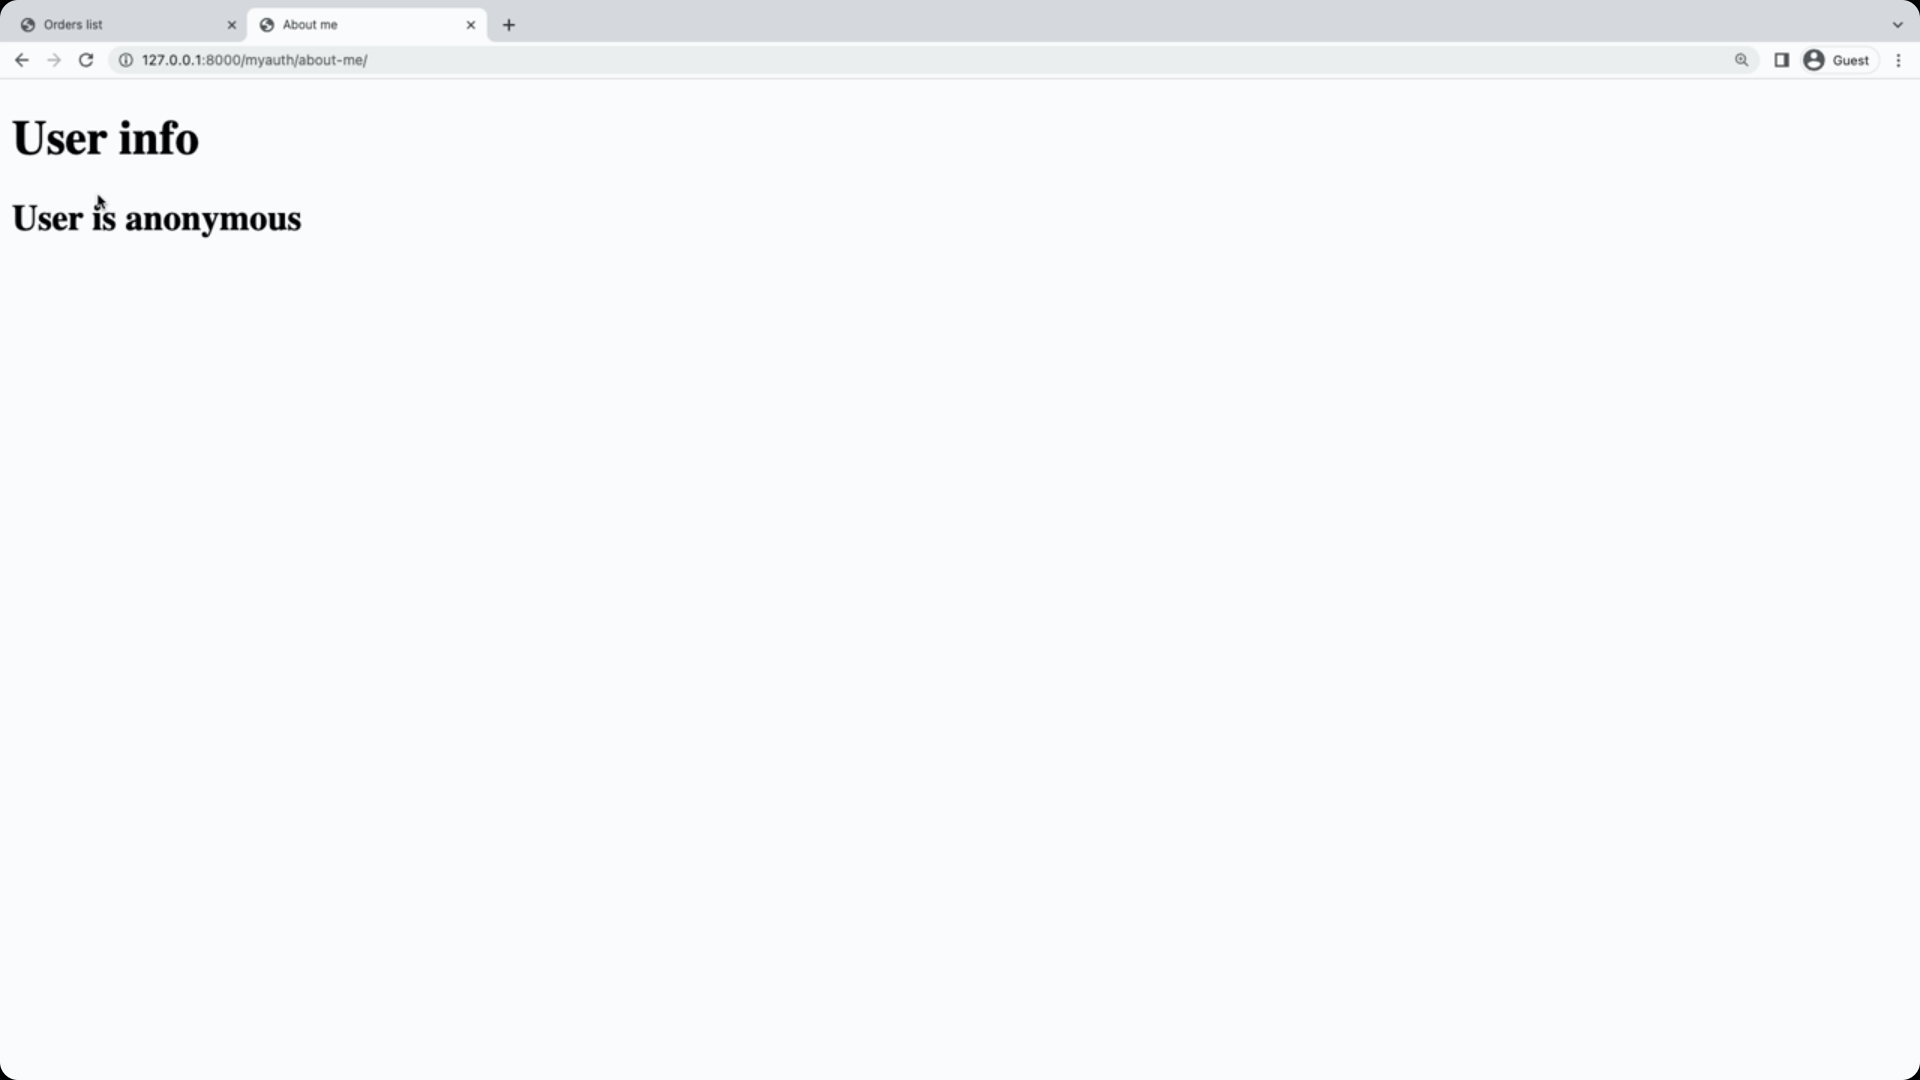 Orders list
About me
127.0.0.1:8000/myauth/about-me/
Guest
User info
User is anonymous